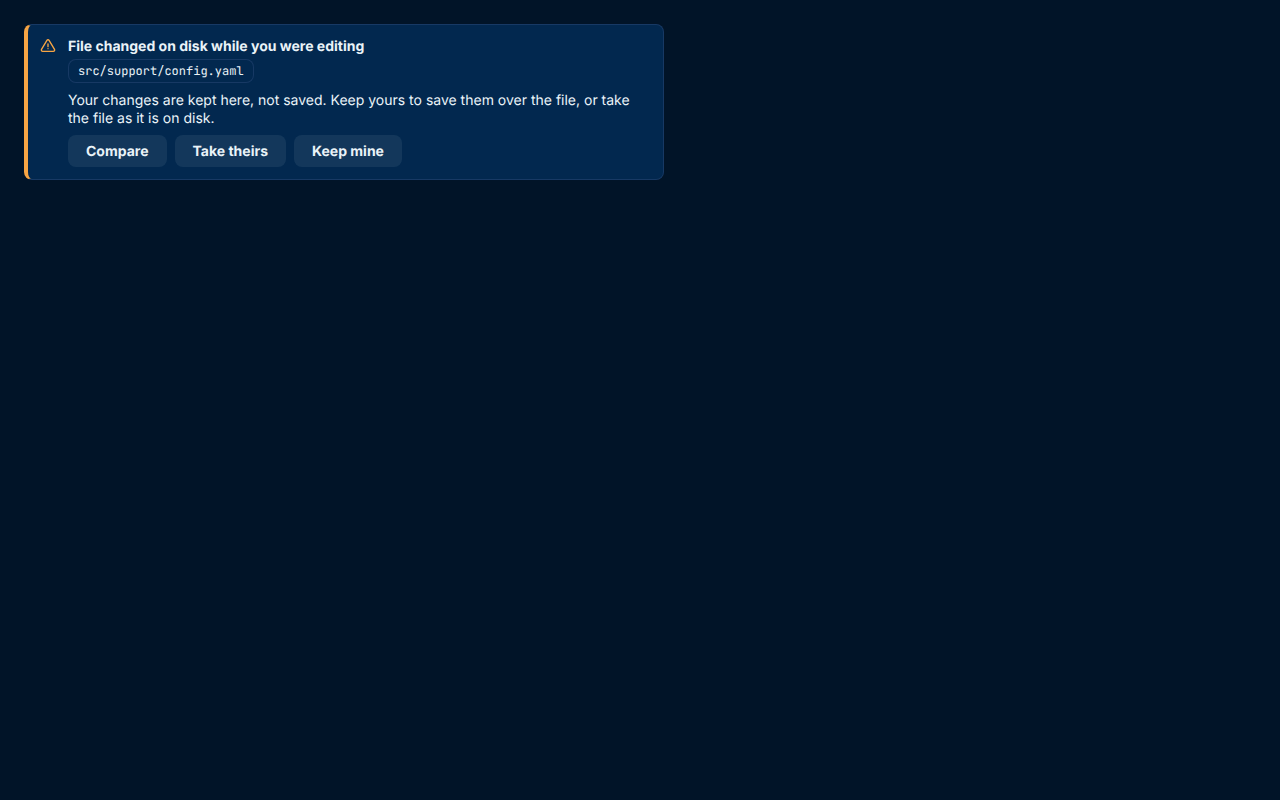 File changed on disk while you were editing
src/support/config.yaml
Your changes are kept here, not saved. Keep yours to save them over the file, or take
the file as it is on disk.
Compare Take theirs Keep mine